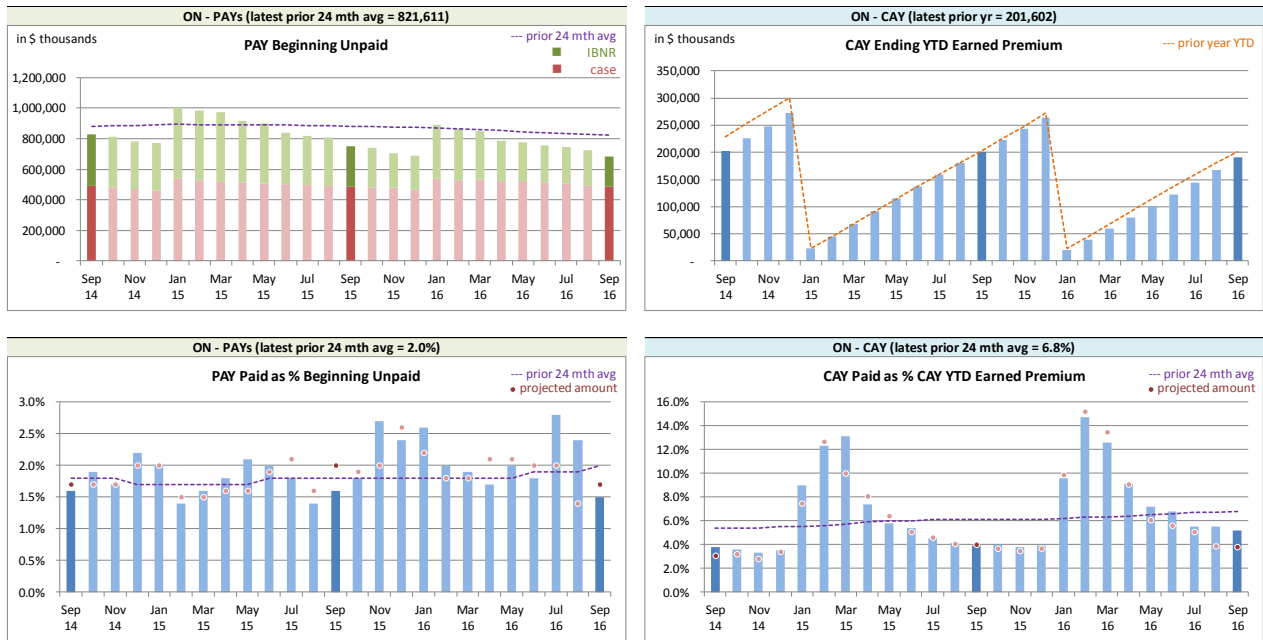 ON - PAYs (latest prior 24 mth avg = 821,611)
in $ thousands
PAY Beginning Unpaid
--- prior 24 mth avg
IBNR
case
1,200,000
1,000,000
800,000
600,000
400,000
200,000
-
Sep Nov Jan Mar May Jul Sep Nov Jan Mar May Jul Sep
14 14 15 15 15 15 15 15 16 16 16 16 16
ON - CAY (latest prior yr = 201,602)
in $ thousands
CAY Ending YTD Earned Premium
--- prior year YTD
350,000
300,000
250,000
200,000
150,000
100,000
50,000
-
Sep Nov Jan Mar May Jul Sep Nov Jan Mar May Jul Sep
14 14 15 15 15 15 15 15 16 16 16 16 16
ON - PAYs (latest prior 24 mth avg = 2.0%)
PAY Paid as % Beginning Unpaid
--- prior 24 mth avg
projected amount
3.0%
2.5%
2.0%
1.5%
1.0%
0.5%
0.0%
Sep Nov Jan Mar May Jul Sep Nov Jan Mar May Jul Sep
14 14 15 15 15 15 15 15 16 16 16 16 16
ON - CAY (latest prior 24 mth avg = 6.8%)
CAY Paid as % CAY YTD Earned Premium
--- prior 24 mth avg
projected amount
16.0%
14.0%
12.0%
10.0%
8.0%
6.0%
4.0%
2.0%
0.0%
Sep Nov Jan Mar May Jul Sep Nov Jan Mar May Jul Sep
14 14 15 15 15 15 15 15 16 16 16 16 16